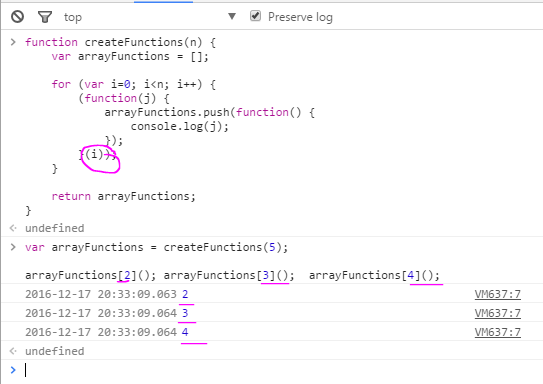 top Preserve log
> function createFunctions(n) {
var arrayFunctions = [];
for (var i=0; i<n; i++) {
(function(j) {
arrayFunctions.push(function() {
console.log(j);
});
}(i));
}
return arrayFunctions;
}
undefined
> var arrayFunctions = createFunctions(5);
arrayFunctions[2](); arrayFunctions[3](); arrayFunctions[4]();
2016-12-17 20:33:09.063 2 VM637:7
2016-12-17 20:33:09.064 3 VM637:7
2016-12-17 20:33:09.064 4 VM637:7
undefined
>